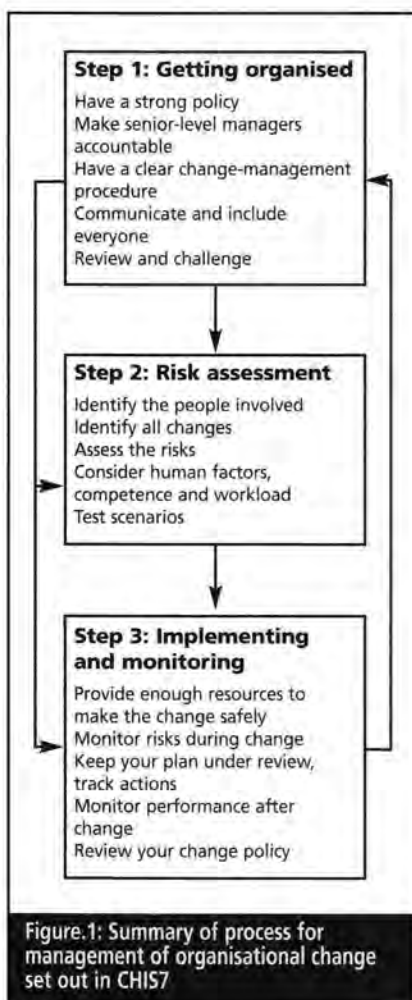 Step 1: Getting organised
Have a strong policy
Make senior-level managers
accountable
Have a clear change-management
procedure
Communicate and include
everyone
Review and challenge
Step 2: Risk assessment
Identify the people involved
Identify all changes
Assess the risks
Consider human factors,
competence and workload
Test scenarios
Step 3: Implementing
and monitoring
Provide enough resources to
make the change safely
Monitor risks during change
Keep your plan under review,
track actions
Monitor performance after
change
Review your change policy
Figure.1: Summary of process for
management of organisational change
set out in CHIS7